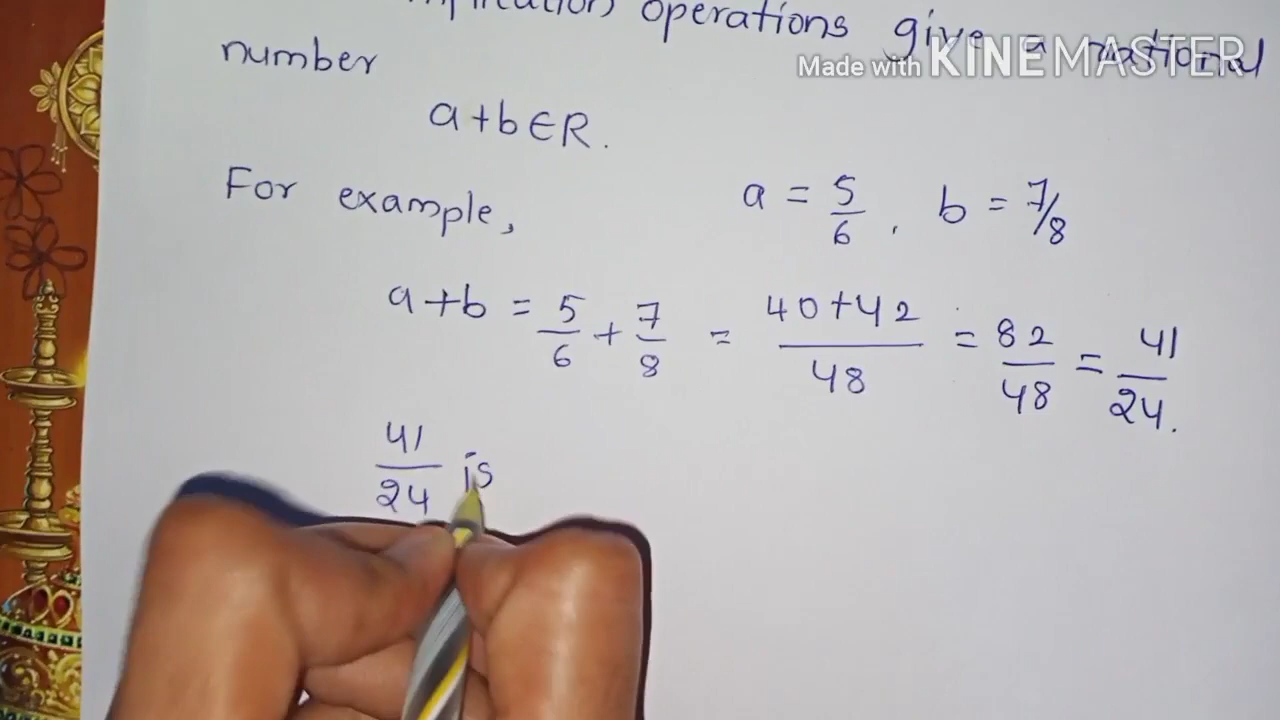 operations give a rational
Made with KINEMASTER
number
a+b∈R.
For example, a = 5/6, b = 7/8
a+b = 5/6 + 7/8 = 40+42/48 = 82/48 = 41/24.
41/24 is